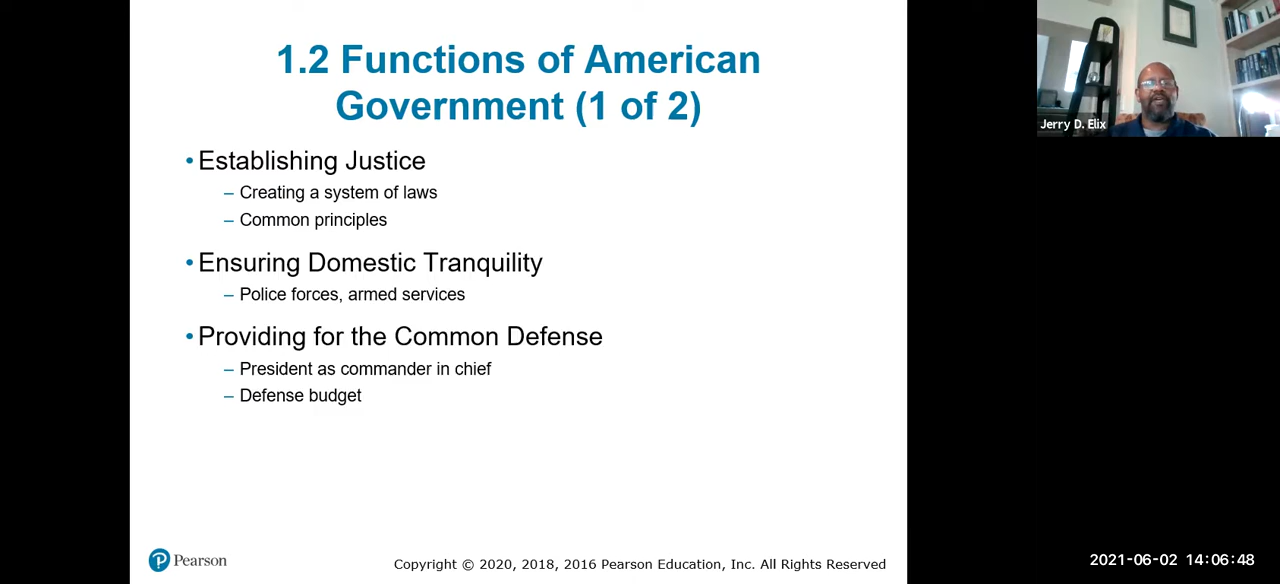 1.2 Functions of American
Government (1 of 2)
• Establishing Justice
– Creating a system of laws
– Common principles
• Ensuring Domestic Tranquility
– Police forces, armed services
• Providing for the Common Defense
– President as commander in chief
– Defense budget
Pearson
Copyright © 2020, 2018, 2016 Pearson Education, Inc. All Rights Reserved
Jerry D. Elix
2021-06-02 14:06:48